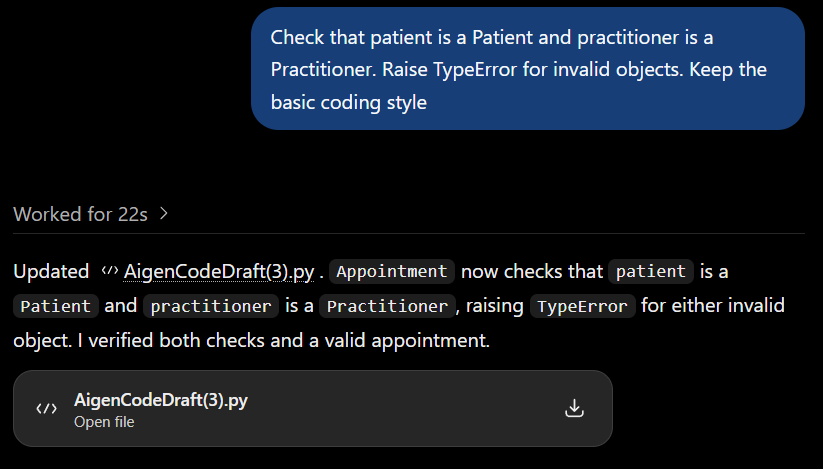 Check that patient is a Patient and practitioner is a
Practitioner. Raise TypeError for invalid objects. Keep the
basic coding style
Worked for 22s
Updated AigenCodeDraft(3).py . Appointment now checks that patient is a
Patient and practitioner is a Practitioner, raising TypeError for either invalid
object. I verified both checks and a valid appointment.
AigenCodeDraft(3).py
Open file